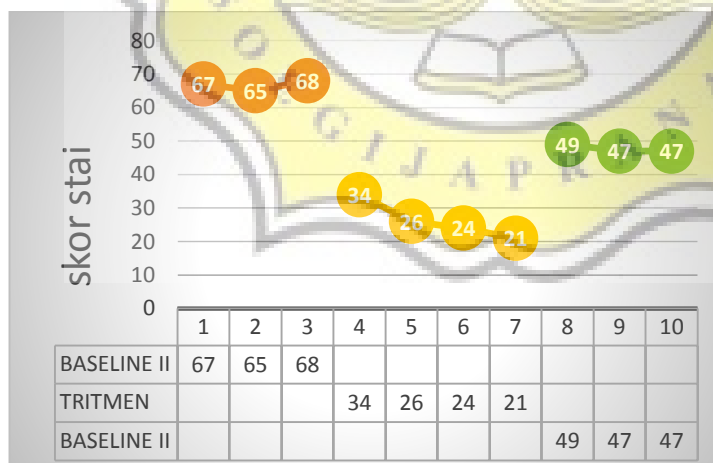 skor stai
80
70
60
50
40
30
20
10
0
67 65 68
34 26 24 21
49 47 47
1 2 3 4 5 6 7 8 9 10
BASELINE II 67 65 68
TRITMEN 34 26 24 21
BASELINE II 49 47 47
GIJAPR